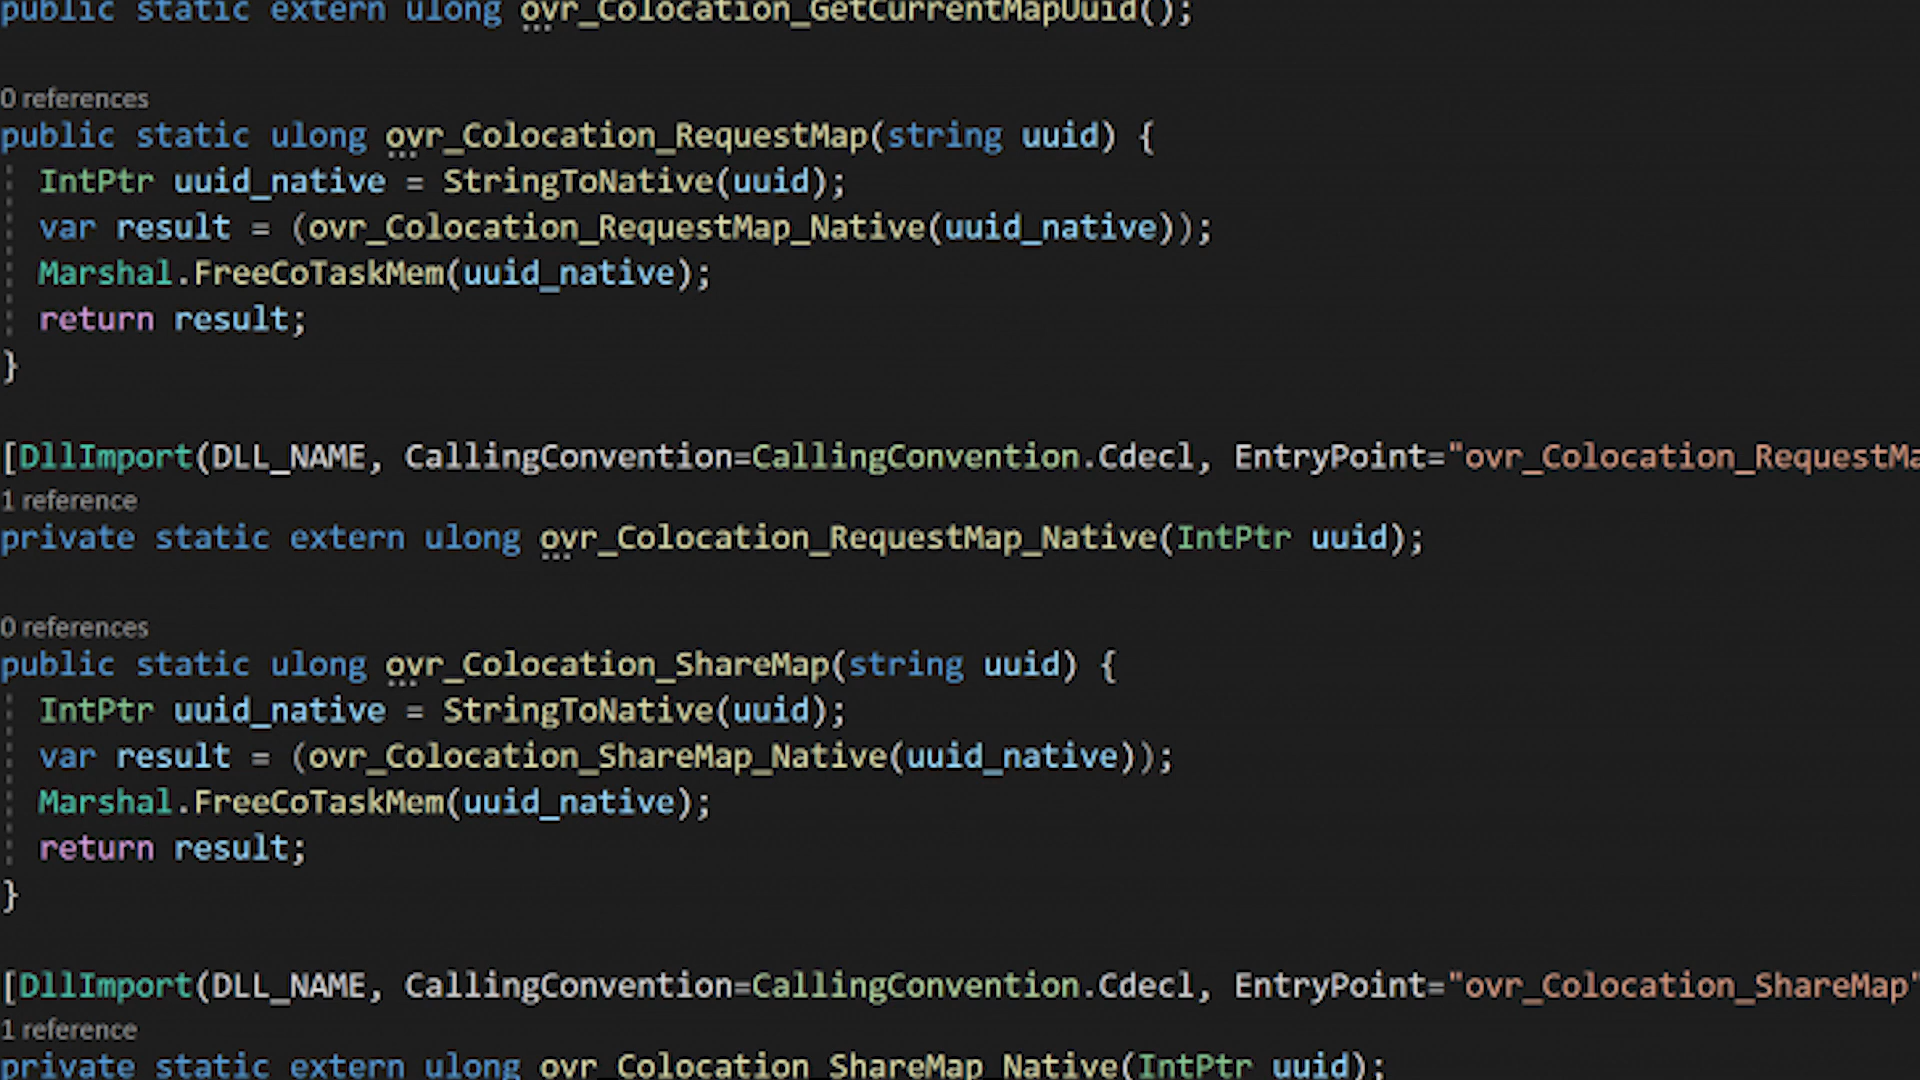 public static extern ulong ovr_Colocation_GetCurrentMapUuid();
0 references
public static ulong ovr_Colocation_RequestMap(string uuid) {
IntPtr uuid_native = StringToNative(uuid);
var result = (ovr_Colocation_RequestMap_Native(uuid_native));
Marshal.FreeCoTaskMem(uuid_native);
return result;
}
[DllImport(DLL_NAME, CallingConvention=CallingConvention.Cdecl, EntryPoint="ovr_Colocation_RequestMa
1 reference
private static extern ulong ovr_Colocation_RequestMap_Native(IntPtr uuid);
0 references
public static ulong ovr_Colocation_ShareMap(string uuid) {
IntPtr uuid_native = StringToNative(uuid);
var result = (ovr_Colocation_ShareMap_Native(uuid_native));
Marshal.FreeCoTaskMem(uuid_native);
return result;
}
[DllImport(DLL_NAME, CallingConvention=CallingConvention.Cdecl, EntryPoint="ovr_Colocation_ShareMap"
1 reference
private static extern ulong ovr_Colocation_ShareMap_Native(IntPtr uuid);